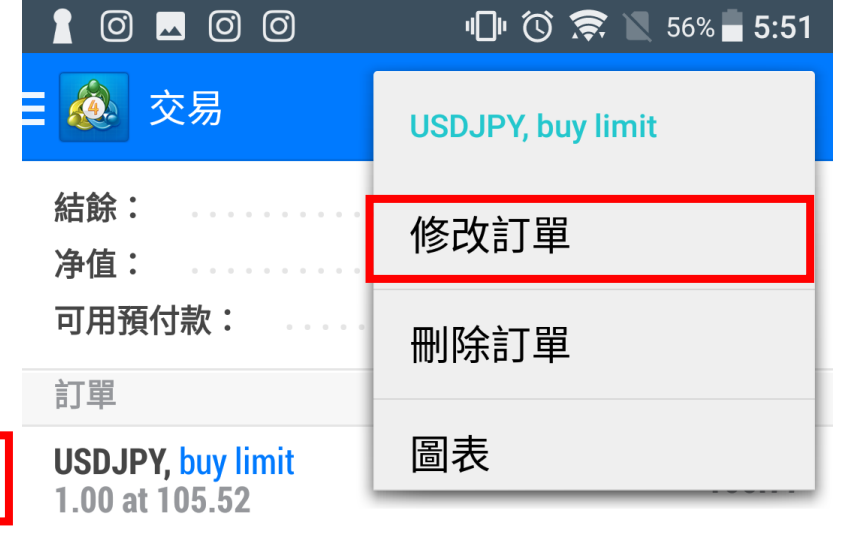 56% 5:51
交易
USDJPY, buy limit
結餘：
修改訂單
净值：
可用預付款：
刪除訂單
訂單
圖表
USDJPY, buy limit
1.00 at 105.52